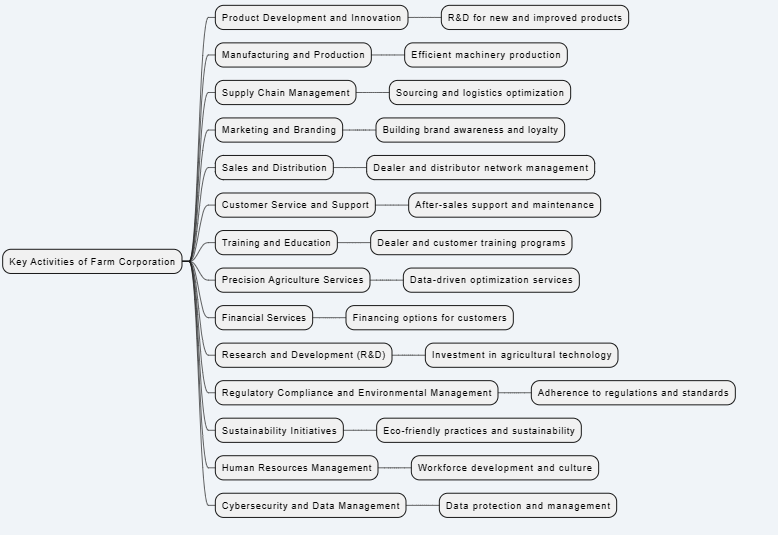 Product Development and Innovation
R&D for new and improved products
Manufacturing and Production
Efficient machinery production
Supply Chain Management
Sourcing and logistics optimization
Marketing and Branding
Building brand awareness and loyalty
Sales and Distribution
Dealer and distributor network management
Customer Service and Support
After-sales support and maintenance
Training and Education
Dealer and customer training programs
Key Activities of Farm Corporation
Precision Agriculture Services
Data-driven optimization services
Financial Services
Financing options for customers
Research and Development (R&D)
Investment in agricultural technology
Regulatory Compliance and Environmental Management
Adherence to regulations and standards
Sustainability Initiatives
Eco-friendly practices and sustainability
Human Resources Management
Workforce development and culture
Cybersecurity and Data Management
Data protection and management